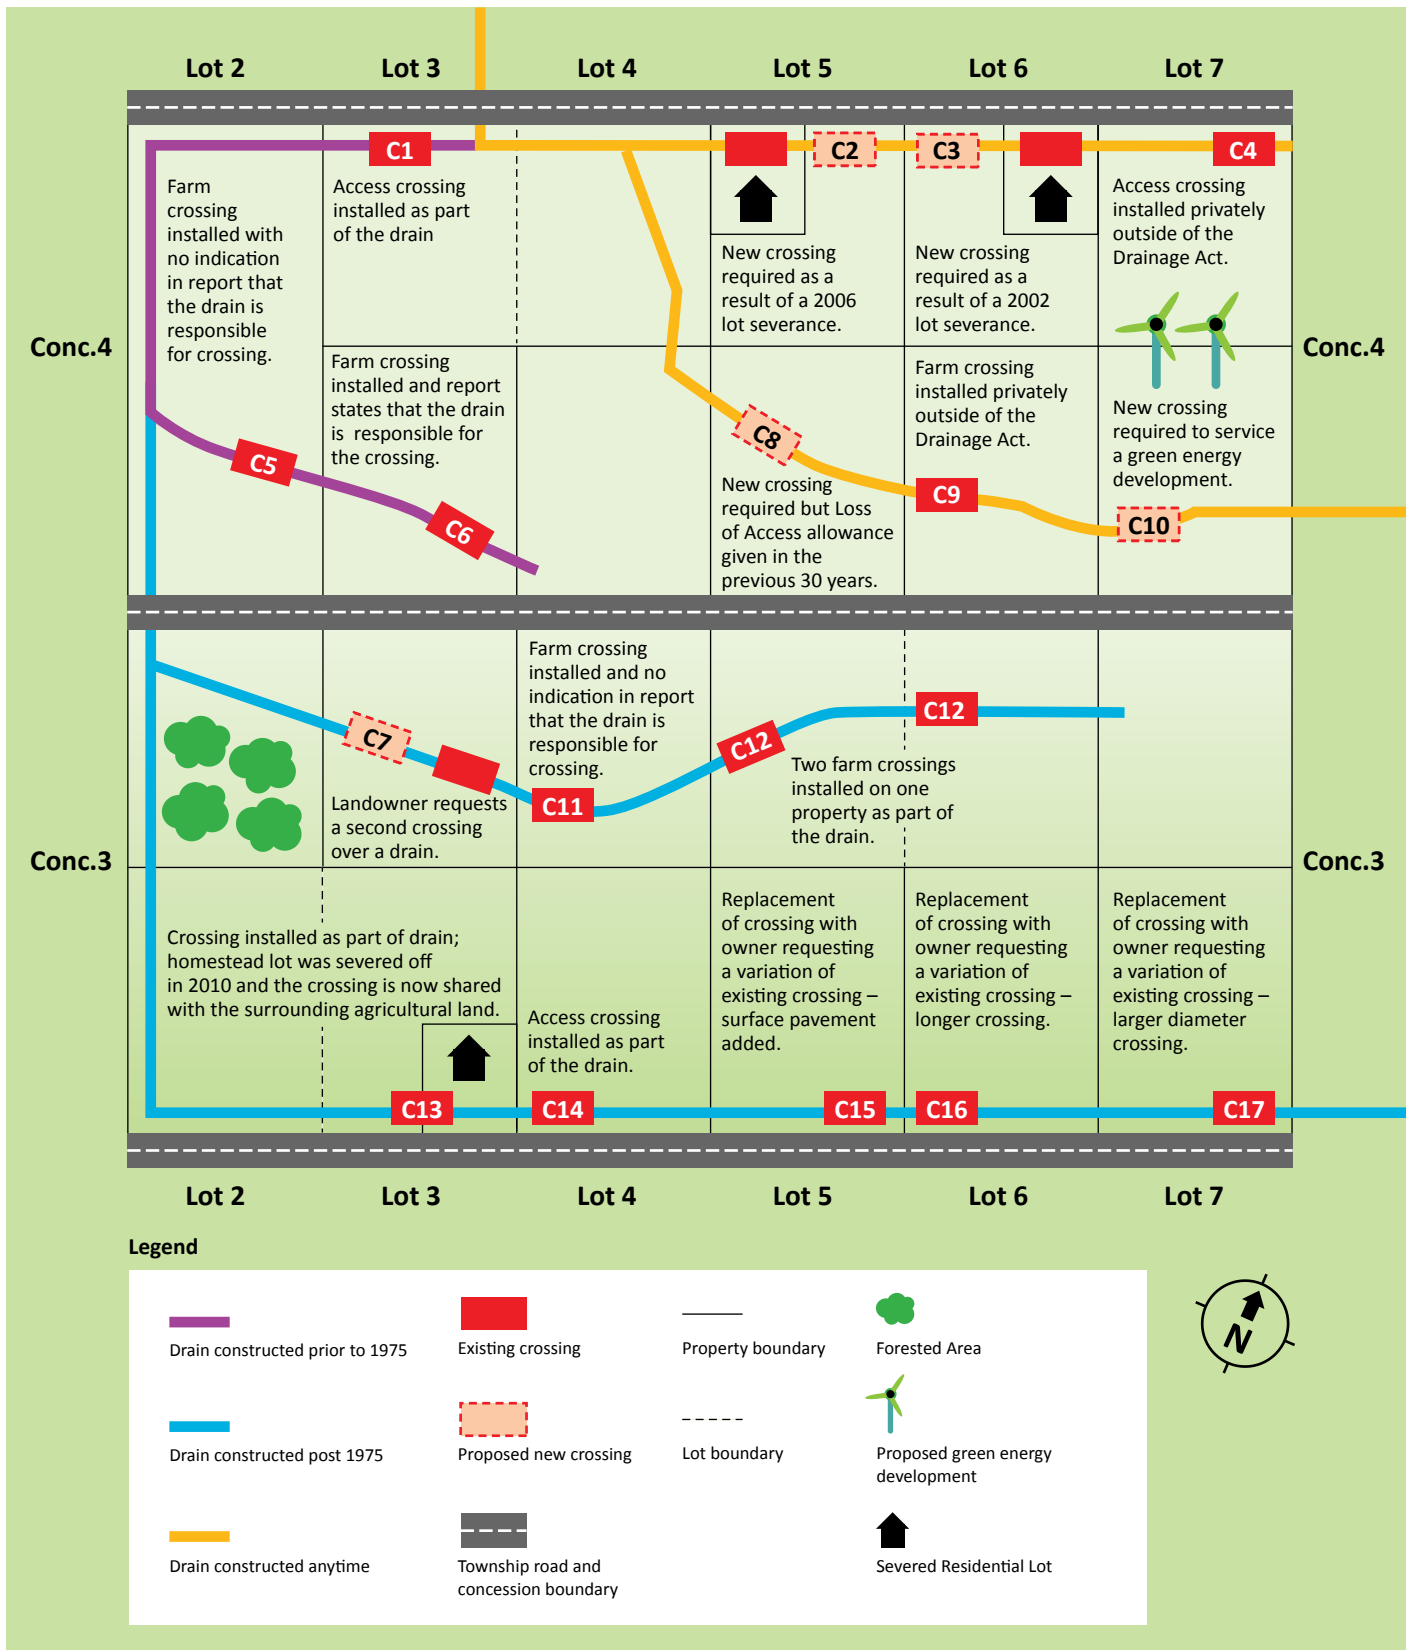 Lot 2
Lot 3
Lot 4
Lot 5
Lot 6
Lot 7
C1
C2
C3
C4
Farm
crossing
installed with
no indication
in report that
the drain is
responsible
for crossing.
Access crossing
installed as part
of the drain
New crossing
required as a
result of a 2006
lot severance.
New crossing
required as a
result of a 2002
lot severance.
Access crossing
installed privately
outside of the
Drainage Act.
Conc.4
Conc.4
Farm crossing
installed and report
states that the drain
is responsible for
the crossing.
Farm crossing
installed privately
outside of the
Drainage Act.
New crossing
required to service
a green energy
development.
C5
C6
C8
C9
C10
New crossing
required but Loss
of Access allowance
given in the
previous 30 years.
Farm crossing
installed and no
indication in report
that the drain is
responsible for
crossing.
C7
C11
C12
C12
Landowner requests
a second crossing
over a drain.
Two farm crossings
installed on one
property as part of
the drain.
Conc.3
Conc.3
Crossing installed as part of drain;
homestead lot was severed off
in 2010 and the crossing is now shared
with the surrounding agricultural land.
Access crossing
installed as part
of the drain.
Replacement
of crossing with
owner requesting
a variation of
existing crossing –
surface pavement
added.
Replacement
of crossing with
owner requesting
a variation of
existing crossing –
longer crossing.
Replacement
of crossing with
owner requesting
a variation of
existing crossing –
larger diameter
crossing.
C13
C14
C15
C16
C17
Lot 2
Lot 3
Lot 4
Lot 5
Lot 6
Lot 7
Legend
Drain constructed prior to 1975
Existing crossing
Property boundary
Forested Area
N
Drain constructed post 1975
Proposed new crossing
Lot boundary
Proposed green energy
development
Drain constructed anytime
Township road and
concession boundary
Severed Residential Lot